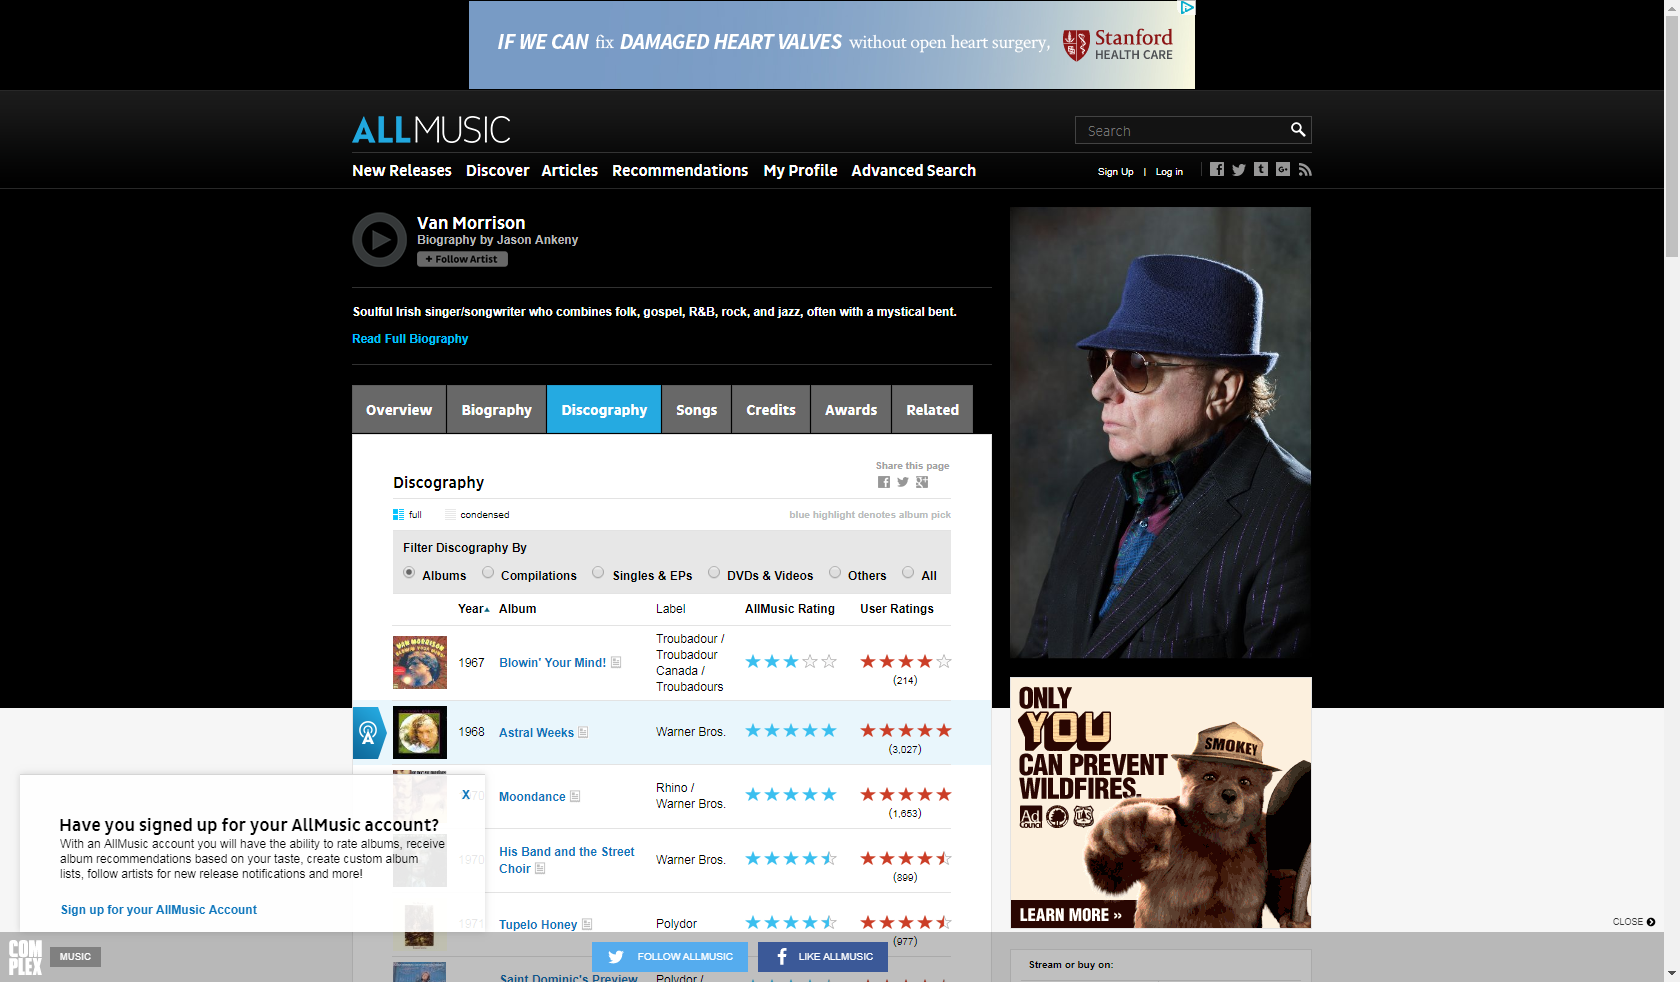 IF WE CAN fix DAMAGED HEART VALVES without open heart surgery,
Stanford
HEALTH CARE
ALLMUSIC
Search
New Releases Discover Articles Recommendations My Profile Advanced Search
Sign Up | Log in
Van Morrison
Biography by Jason Ankeny
+ Follow Artist
Soulful Irish singer/songwriter who combines folk, gospel, R&B, rock, and jazz, often with a mystical bent.
Read Full Biography
Overview Biography Discography Songs Credits Awards Related
Share this page
Discography
full condensed blue highlight denotes album pick
Filter Discography By
Albums Compilations Singles & EPs DVDs & Videos Others All
Year Album Label AllMusic Rating User Ratings
VAN MORRISON
BLOWIN' YOUR MIND!
1967 Blowin' Your Mind!
Troubadour /
Troubadour
Canada /
Troubadours
(214)
1968 Astral Weeks Warner Bros.
(3,027)
1970 Moondance
Rhino /
Warner Bros.
(1,653)
1970 His Band and the Street
Choir
Warner Bros.
(899)
1971 Tupelo Honey Polydor
(977)
Saint Dominic's Preview Polydor /
X
Have you signed up for your AllMusic account?
With an AllMusic account you will have the ability to rate albums, receive
album recommendations based on your taste, create custom album
lists, follow artists for new release notifications and more!
Sign up for your AllMusic Account
ONLY
YOU
CAN PREVENT
WILDFIRES.
Ad
Council
UAS
SMOKEY
LEARN MORE »
CLOSE
Stream or buy on:
COMPLEX
MUSIC
FOLLOW ALLMUSIC
LIKE ALLMUSIC